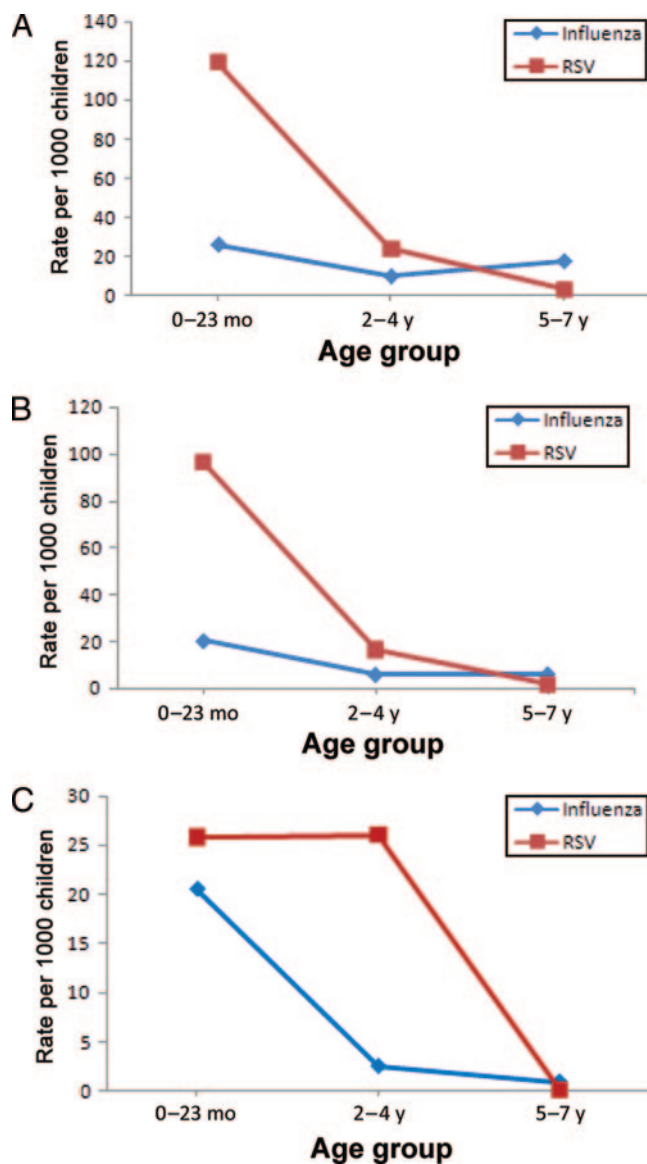 A
Rate per 1000 children
140
120
100
80
60
40
20
0
Influenza
RSV
0–23 mo 2–4 y 5–7 y
Age group
B
Rate per 1000 children
120
100
80
60
40
20
0
Influenza
RSV
0–23 mo 2–4 y 5–7 y
Age group
C
Rate per 1000 children
30
25
20
15
10
5
0
Influenza
RSV
0–23 mo 2–4 y 5–7 y
Age group